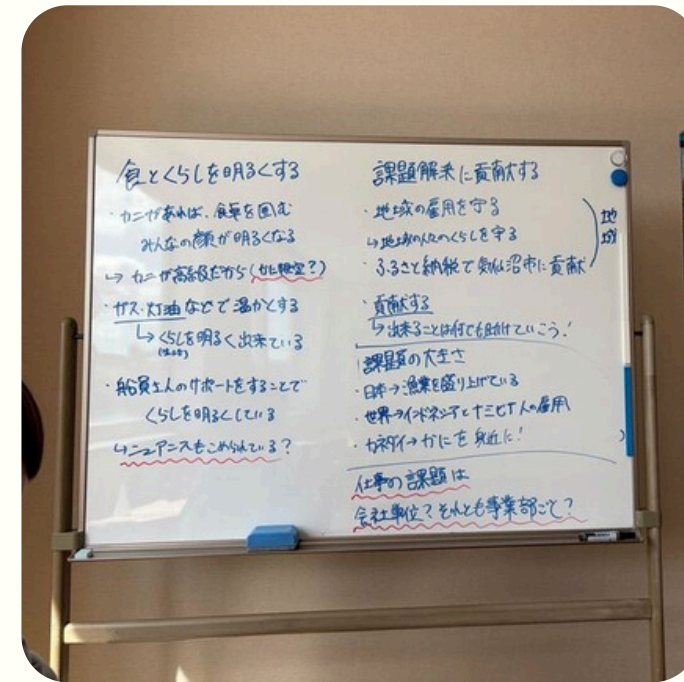 食とくらしを明るくする
・カニがあれば、食卓を囲む
みんなの顔が明るくなる
↳カニが高級だから(
・ガス・灯油などで温かくする
↳くらしを明るく出来ている
・船員さんのサポートをすることで
くらしを明るくしている
↳ニュアンスもこめられている?
課題解決に貢献する
・地域の雇用を守る
↳地域の人々のくらしを守る
・ふるさと納税で気仙沼市に貢献
地域
・貢献する
↳出来ることは何でも助けていこう!
課題の大きさ
・日本→漁業を盛り上げている
・世界→インドネシアとナミビア人の雇用
・カネダイ→かにを身近に!
仕事の課題は
会社単位?それとも事業部ごと?